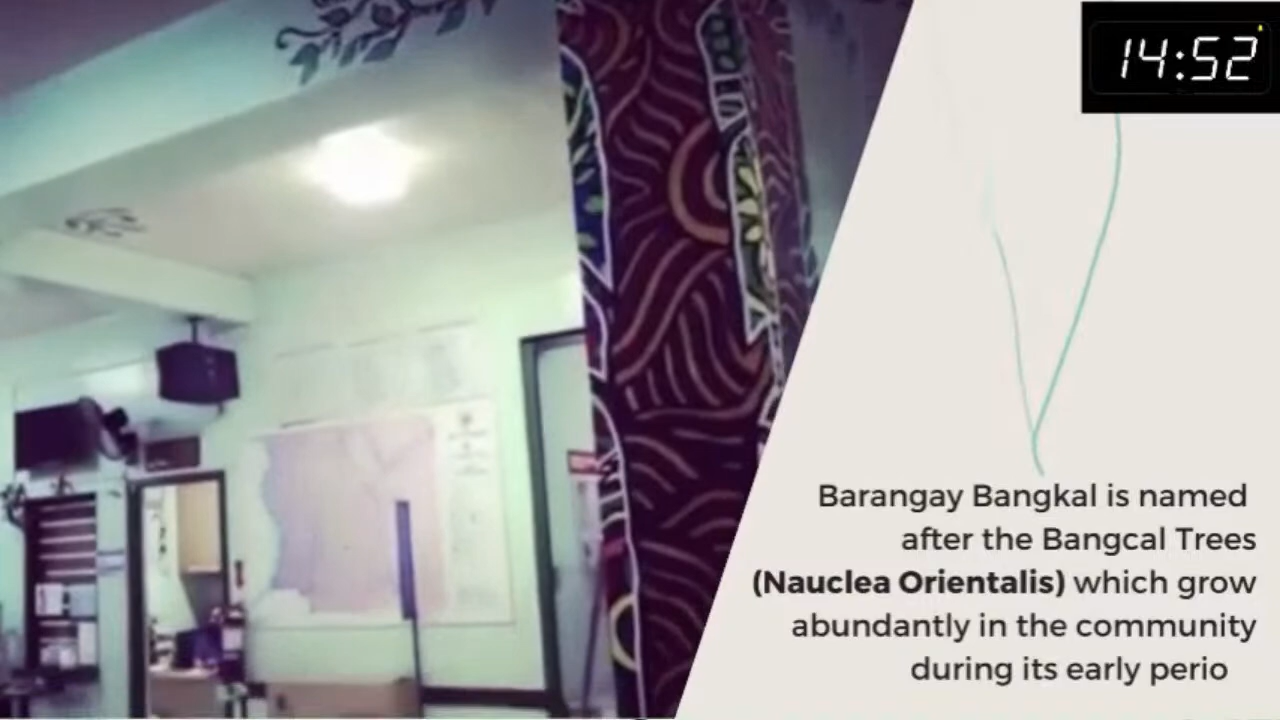 14:52
Barangay Bangkal is named
after the Bangcal Trees
(Nauclea Orientalis) which grow
abundantly in the community
during its early perio